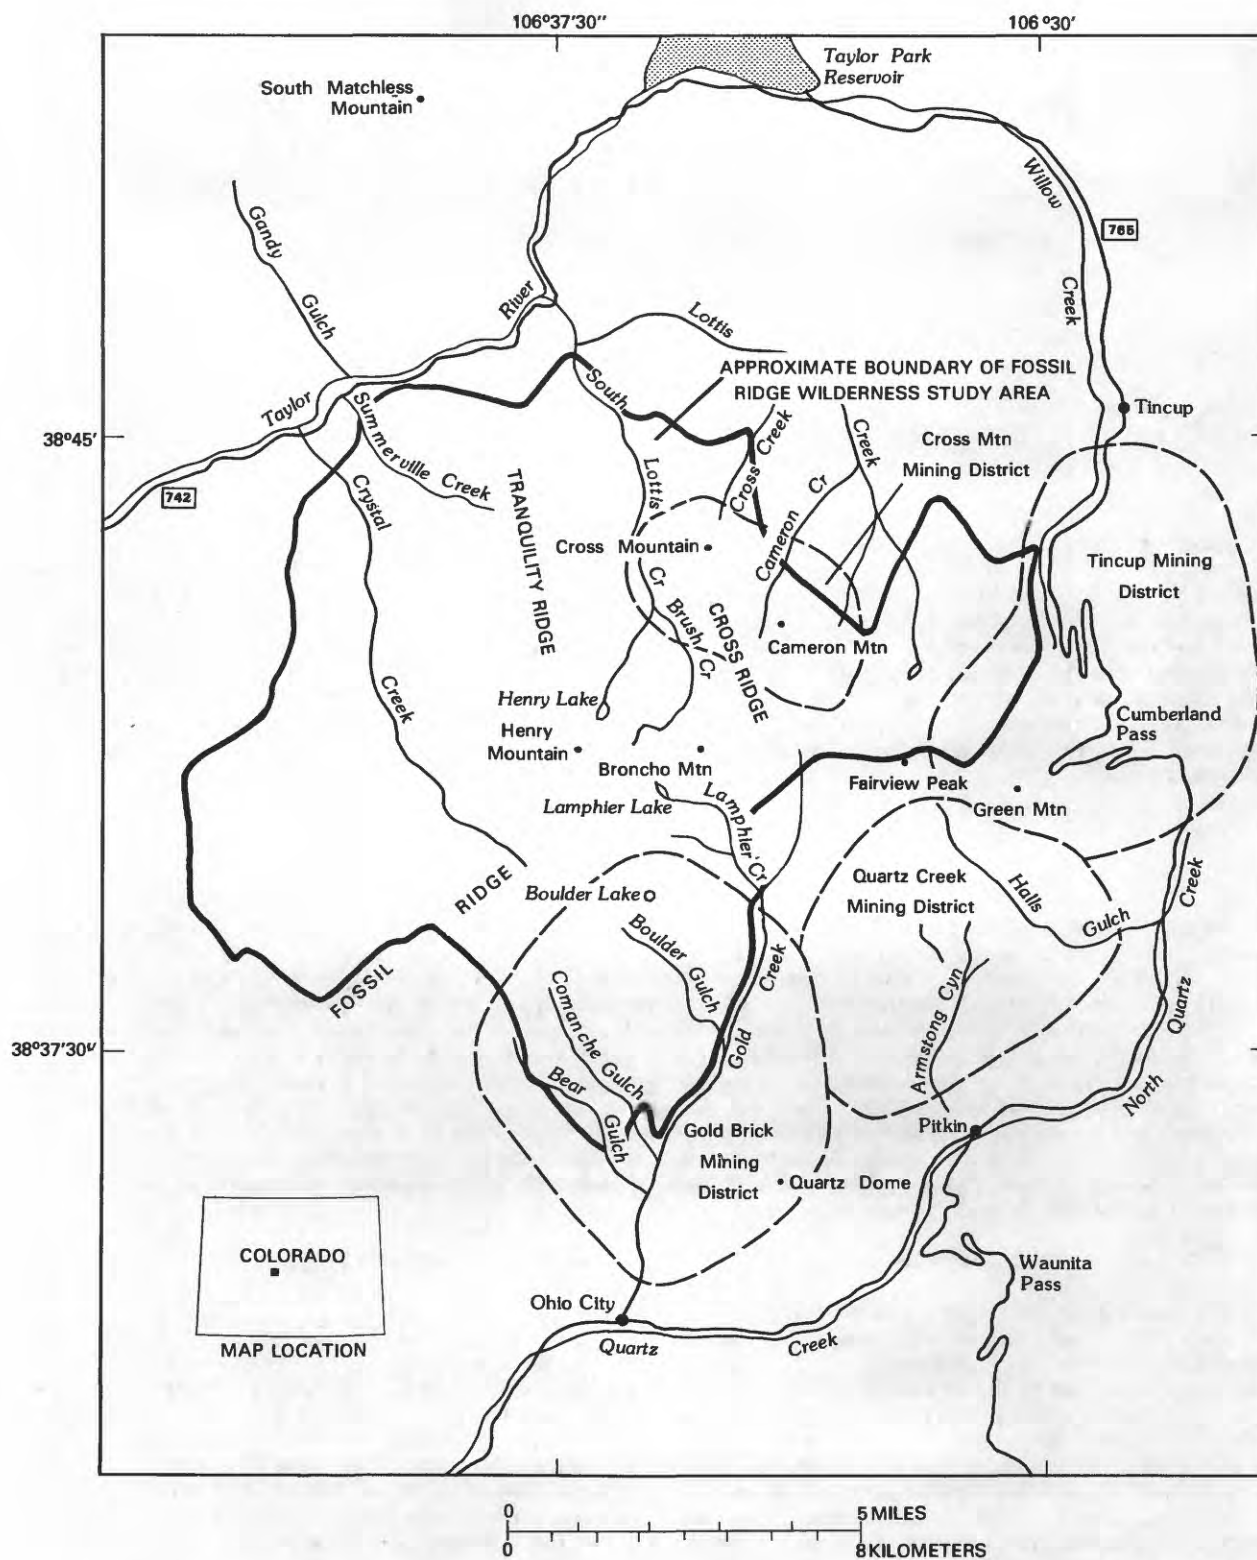 106°37'30''
106°30'
Taylor Park
Reservoir
South Matchless
Mountain
Willow
765
Gandy
Gulch
Creek
River
Lottis
APPROXIMATE BOUNDARY OF FOSSIL
RIDGE WILDERNESS STUDY AREA
South
Taylor
Summerville Creek
Tincup
38°45'
Cross Creek
Creek
Cross Mtn
Mining District
742
Crystal
TRANQUILITY RIDGE
Lottis
Cameron Cr
Cross Mountain
Tincup Mining
District
Cr
Brush Cr
CROSS RIDGE
Cameron Mtn
Creek
Henry Lake
Cumberland
Pass
Henry
Mountain
Broncho Mtn
Fairview Peak
Lamphier Lake
Lamphier Cr
Green Mtn
RIDGE
Boulder Lake
Quartz Creek
Mining District
Halls
Gulch
Creek
Boulder Gulch
Creek
FOSSIL
Comanche Gulch
Armstong Cyn
Quartz
38°37'30'
Gold
Bear
Gulch
North
Pitkin
Gold Brick
Mining
District
Quartz Dome
COLORADO
Waunita
Pass
Ohio City
MAP LOCATION
Quartz
Creek
0
5 MILES
0
8 KILOMETERS